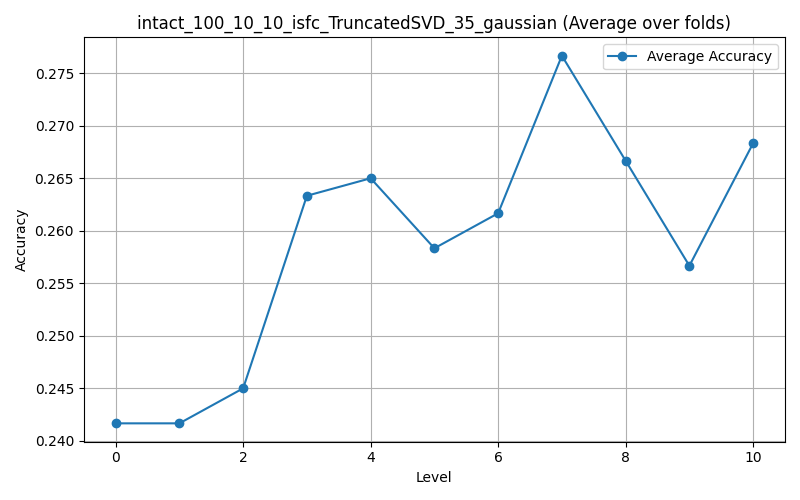 intact_100_10_10_isfc_TruncatedSVD_35_gaussian (Average over folds)
Average Accuracy
Accuracy
0.275
0.270
0.265
0.260
0.255
0.250
0.245
0.240
0 2 4 6 8 10
Level